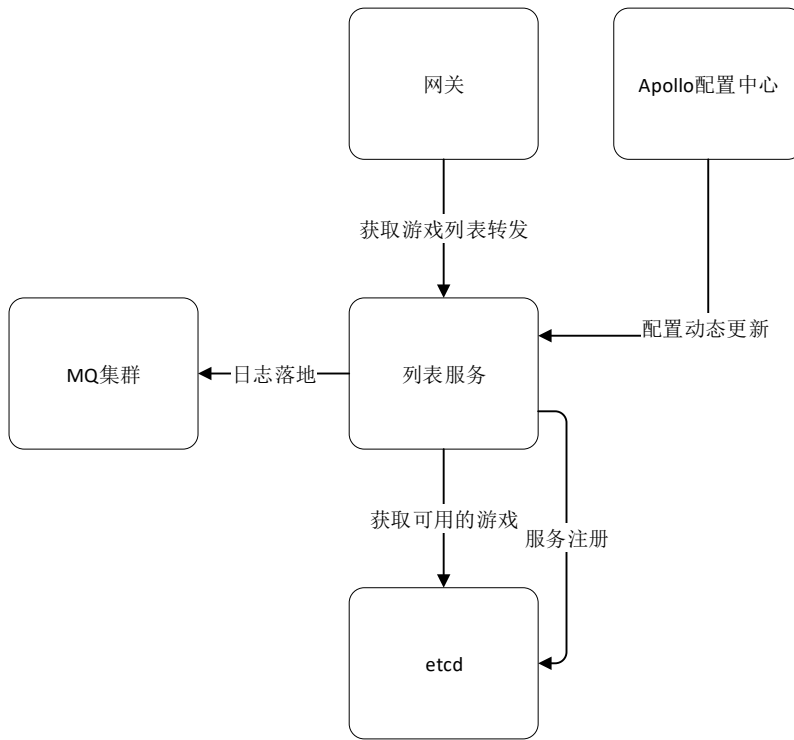 网关
Apollo配置中心
获取游戏列表转发
配置动态更新
MQ集群
日志落地
列表服务
获取可用的游戏
服务注册
etcd